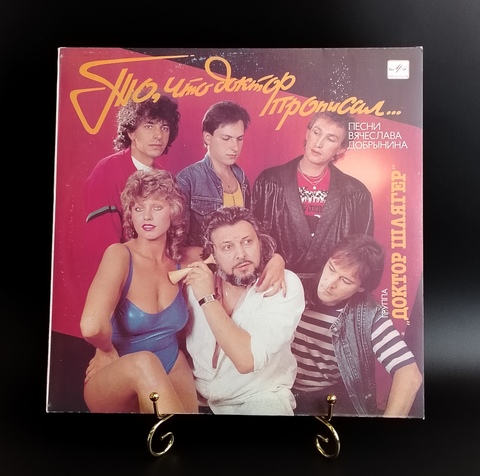 То, что доктор
прописал...
ПЕСНИ
ВЯЧЕСЛАВА
ДОБРЫНИНА
ГРУППА
„ДОКТОР ШЛЯГЕР"